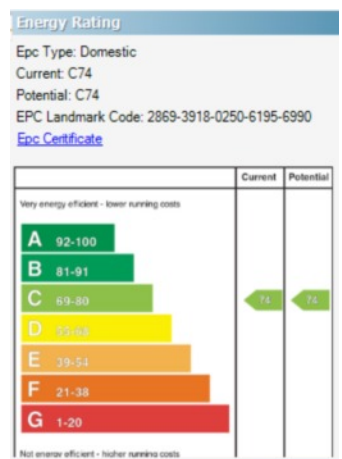 Energy Rating
Epc Type: Domestic
Current: C74
Potential: C74
EPC Landmark Code: 2869-3918-0250-6195-6990
Epc Certificate
Current Potential
Very energy efficient - lower running costs
A 92-100
B 81-91
C 69-80
74 74
D 55-68
E 39-54
F 21-38
G 1-20
Not energy efficient - higher running costs